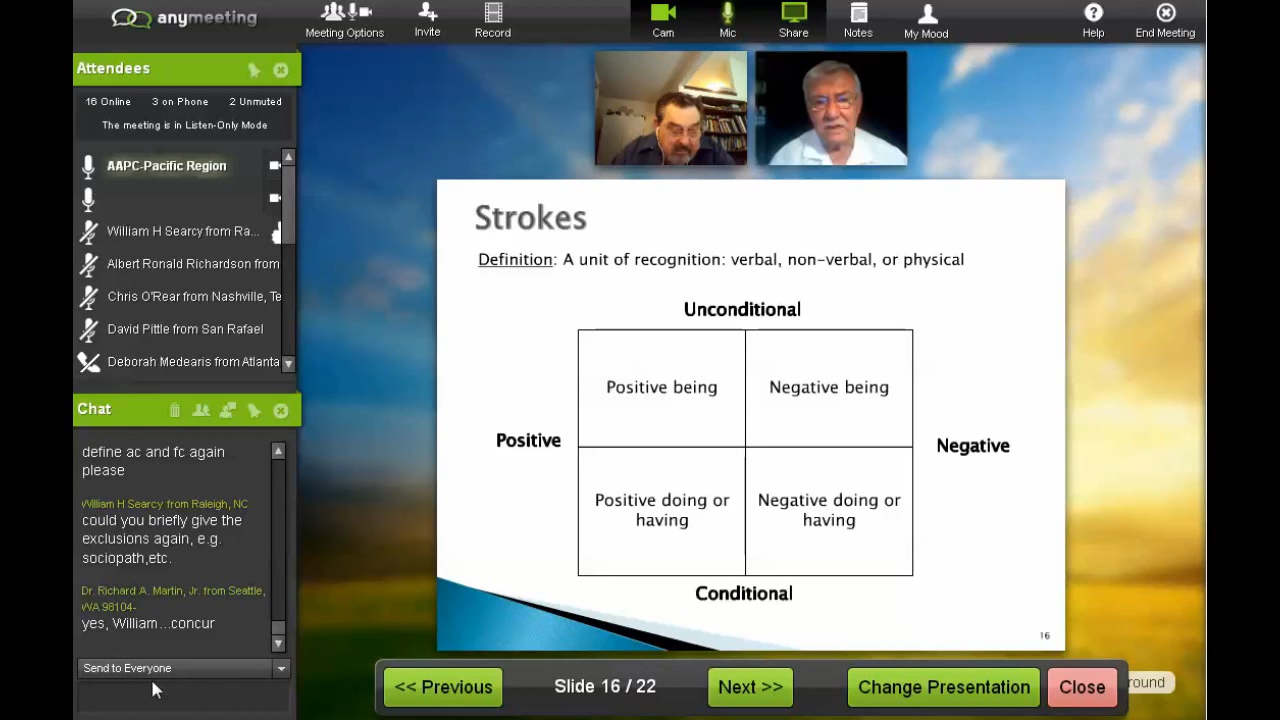 anymeeting
Meeting Options
Invite
Record
Cam
Mic
Share
Notes
My Mood
Help
End Meeting
Attendees
16 Online 3 on Phone 2 Unmuted
The meeting is in Listen-Only Mode
AAPC-Pacific Region
William H Searcy from Ra...
Albert Ronald Richardson from
Chris O'Rear from Nashville, Te
David Pittle from San Rafael
Deborah Medearis from Atlanta
Chat
define ac and fc again
please
William H Searcy from Raleigh, NC
could you briefly give the
exclusions again, e.g.
sociopath,etc.
Dr. Richard A. Martin, Jr. from Seattle,
WA 98104-
yes, William...concur
Send to Everyone
Strokes
Definition: A unit of recognition: verbal, non-verbal, or physical
Unconditional
Positive being
Negative being
Positive
Negative
Positive doing or
having
Negative doing or
having
Conditional
16
<< Previous
Slide 16 / 22
Next >>
Change Presentation
Close
round